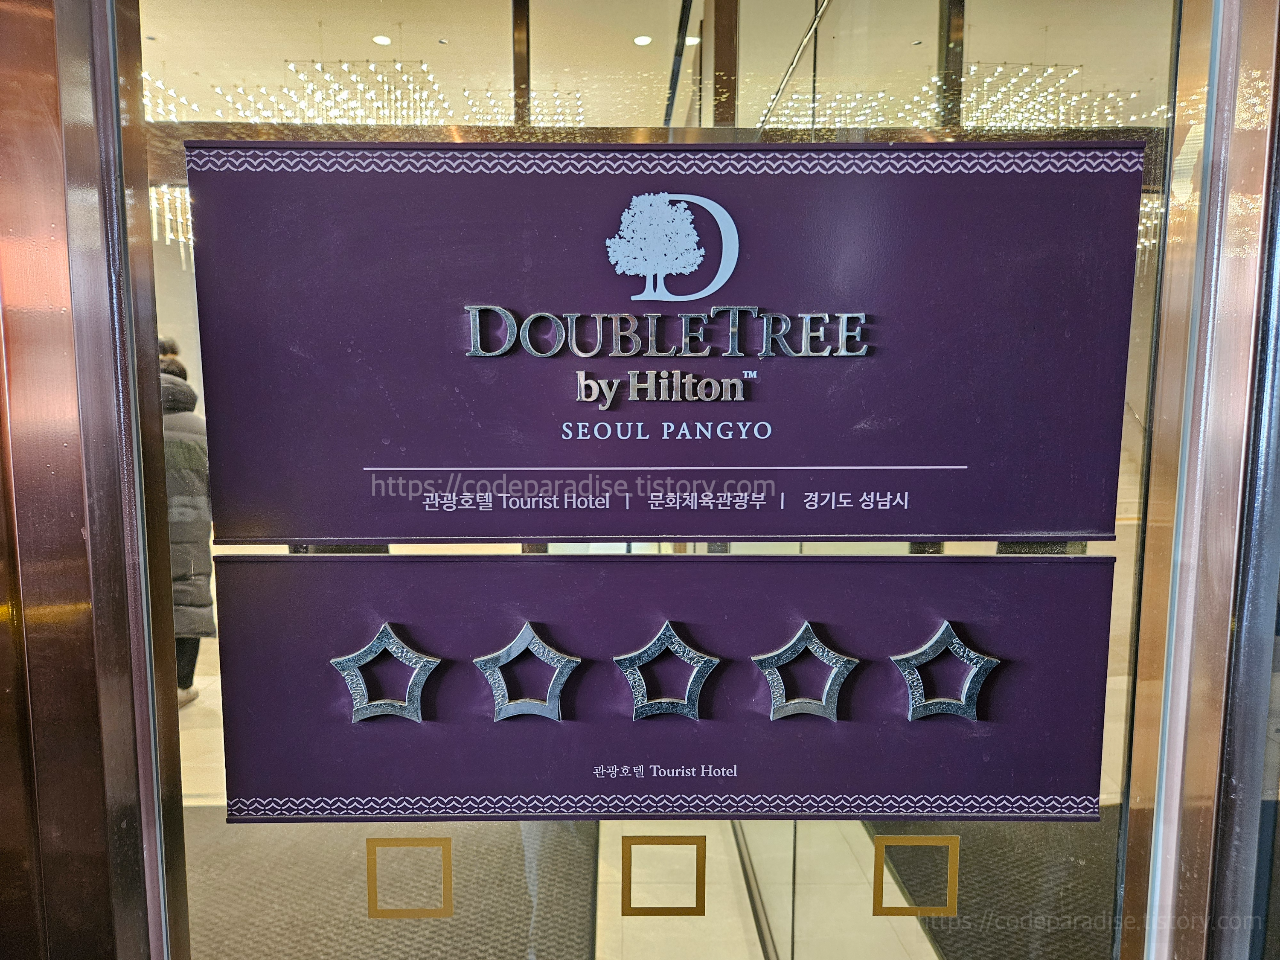 D
DOUBLETREE
by Hilton™
SEOUL PANGYO
https://codeparadise.tistory.com
관광호텔 Tourist Hotel | 문화체육관광부 | 경기도 성남시
관광호텔 Tourist Hotel
https://codeparadise.tistory.com